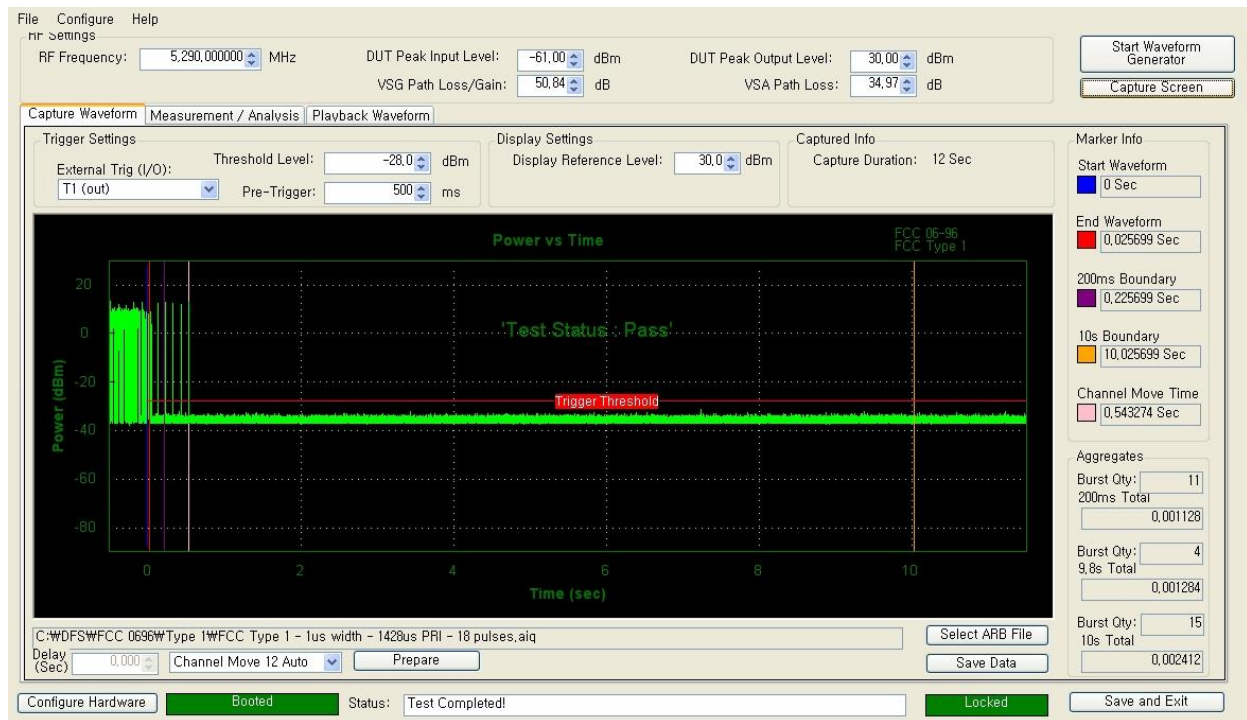 File Configure Help
RF Settings
RF Frequency: 5,290,000000 MHz
DUT Peak Input Level: -61,00 dBm
DUT Peak Output Level: 30,00 dBm
VSG Path Loss/Gain: 50,84 dB
VSA Path Loss: 34,97 dB
Start Waveform
Generator
Capture Screen
Capture Waveform Measurement / Analysis Playback Waveform
Trigger Settings
External Trig (I/O):
T1 (out)
Threshold Level: -28,0 dBm
Pre-Trigger: 500 ms
Display Settings
Display Reference Level: 30,0 dBm
Captured Info
Capture Duration: 12 Sec
Power vs Time
FCC 06-96
FCC Type 1
'Test Status : Pass'
Trigger Threshold
Power (dBm)
20
0
-20
-40
-60
-80
0 2 4 6 8 10
Time (sec)
Marker Info
Start Waveform
0 Sec
End Waveform
0,025699 Sec
200ms Boundary
0,225699 Sec
10s Boundary
10,025699 Sec
Channel Move Time
0,543274 Sec
Aggregates
Burst Qty: 11
200ms Total
0,001128
Burst Qty: 4
9,8s Total
0,001284
Burst Qty: 15
10s Total
0,002412
C:₩DFS₩FCC 0696₩Type 1₩FCC Type 1 - 1us width - 1428us PRI - 18 pulses,aiq
Select ARB File
Delay
(Sec) 0,000 Channel Move 12 Auto Prepare
Save Data
Configure Hardware Booted Status: Test Completed! Locked Save and Exit